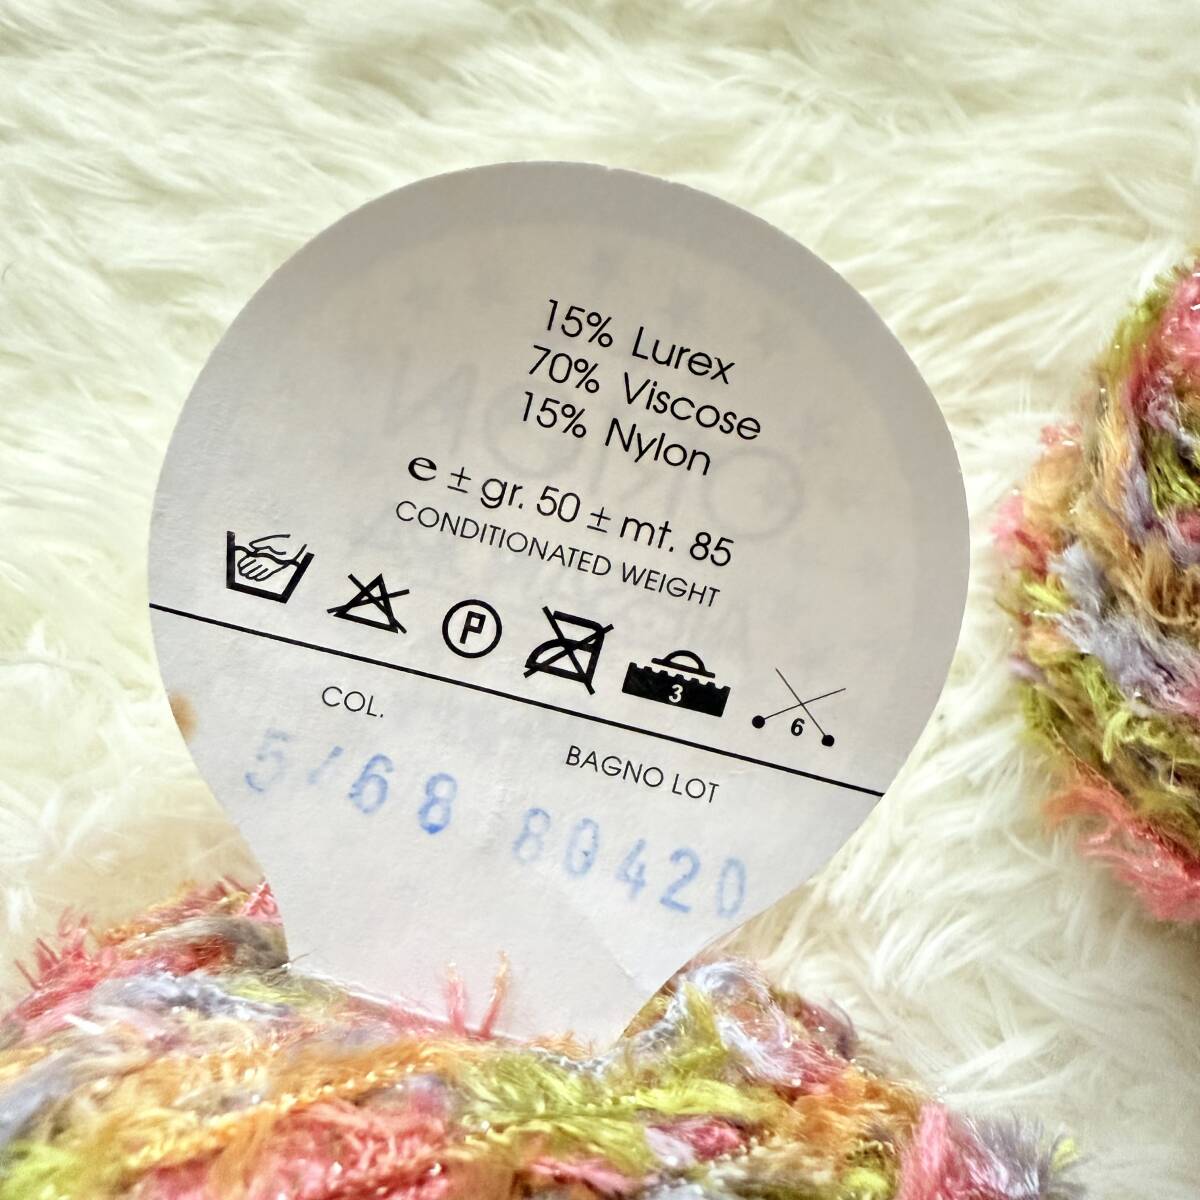 15% Lurex
70% Viscose
15% Nylon
e ± gr. 50 ± mt. 85
CONDITIONATED WEIGHT
P
3
6
COL.
BAGNO LOT
5/68 80420